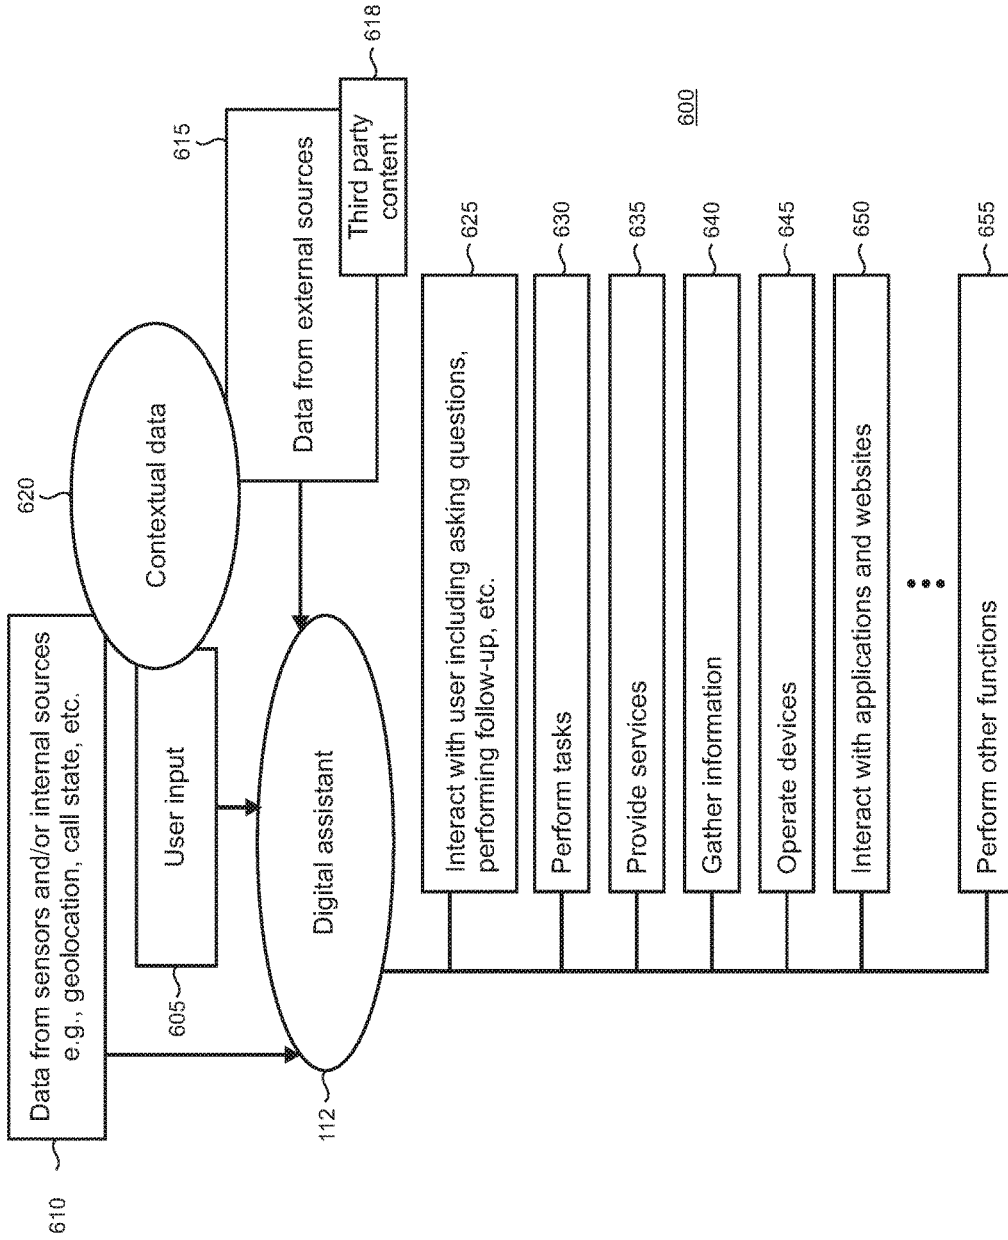 610
Data from sensors and/or internal sources
e.g., geolocation, call state, etc.
620
Contextual data
605
User input
615
Data from external sources
618
Third party
content
112
Digital assistant
600
Interact with user including asking questions,
performing follow-up, etc.
625
Perform tasks
630
Provide services
635
Gather information
640
Operate devices
645
Interact with applications and websites
650
•••
Perform other functions
655